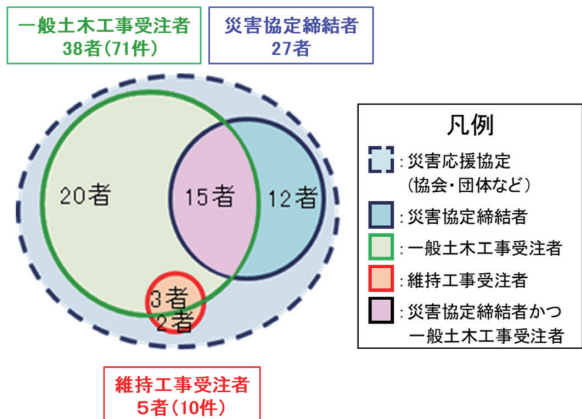 一般土木工事受注者
38者(71件)
災害協定締結者
27者
20者
15者
12者
3者
2者
維持工事受注者
5者(10件)
凡例
：災害応援協定
(協会・団体など)
：災害協定締結者
：一般土木工事受注者
：維持工事受注者
：災害協定締結者かつ
一般土木工事受注者